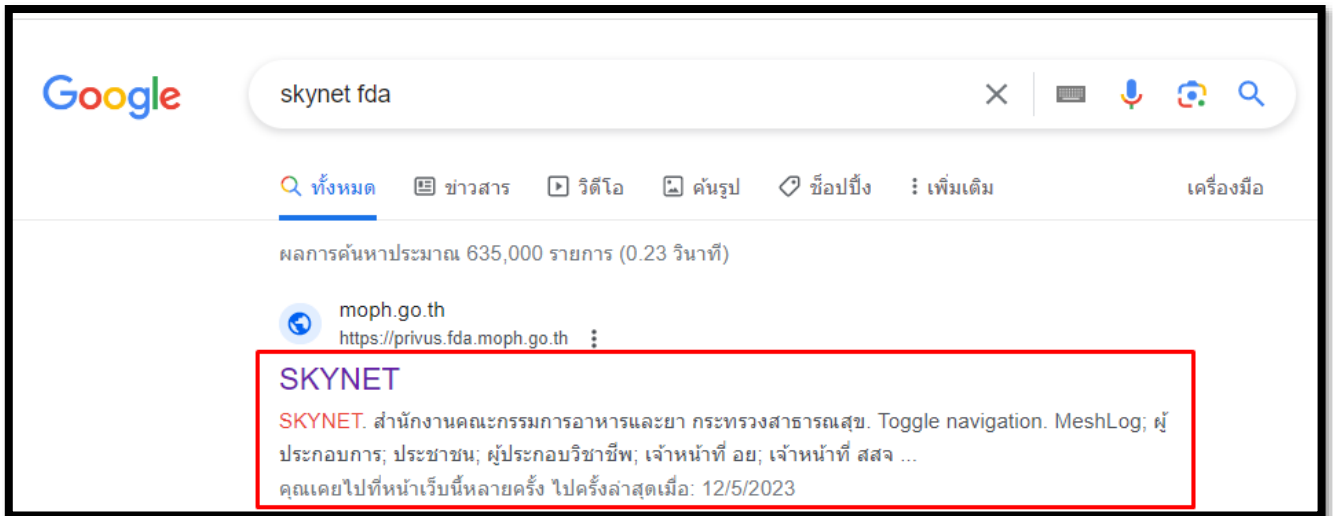 Google
skynet fda
ทั้งหมด ข่าวสาร วิดีโอ ค้นรูป ช็อปปิ้ง เพิ่มเติม เครื่องมือ
ผลการค้นหาประมาณ 635,000 รายการ (0.23 วินาที)
moph.go.th
https://privus.fda.moph.go.th
SKYNET
SKYNET. สำนักงานคณะกรรมการอาหารและยา กระทรวงสาธารณสุข. Toggle navigation. MeshLog; ผู้
ประกอบการ; ประชาชน; ผู้ประกอบวิชาชีพ; เจ้าหน้าที่ อย; เจ้าหน้าที่ สสจ ...
คุณเคยไปที่หน้าเว็บนี้หลายครั้ง ไปครั้งล่าสุดเมื่อ: 12/5/2023